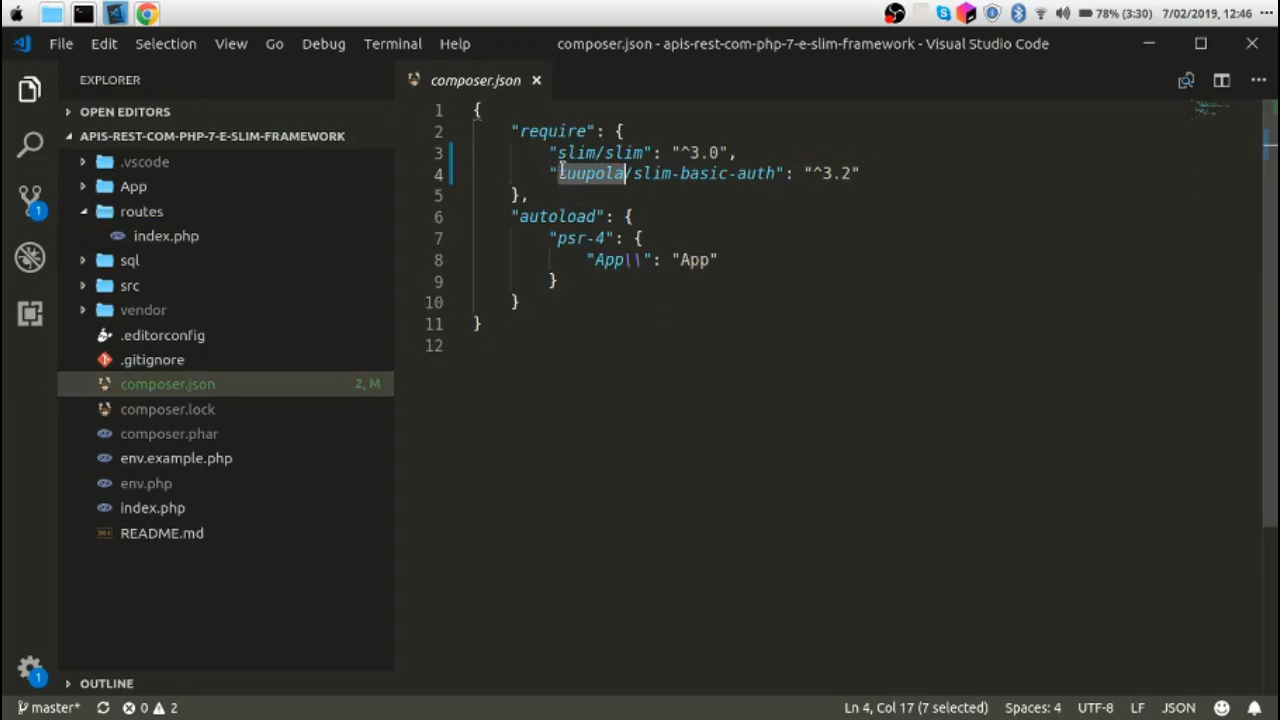 78% (3:30) 7/02/2019, 12:46
File Edit Selection View Go Debug Terminal Help composer.json - apis-rest-com-php-7-e-slim-framework - Visual Studio Code
EXPLORER
composer.json
OPEN EDITORS
APIS-REST-COM-PHP-7-E-SLIM-FRAMEWORK
.vscode
App
routes
index.php
sql
src
vendor
.editorconfig
.gitignore
composer.json 2, M
composer.lock
composer.phar
env.example.php
env.php
index.php
README.md
OUTLINE
1
1
1 {
2 "require": {
3 "slim/slim": "^3.0",
4 "tuupola/slim-basic-auth": "^3.2"
5 },
6 "autoload": {
7 "psr-4": {
8 "App\\": "App"
9 }
10 }
11 }
12
master* 0 2 Ln 4, Col 17 (7 selected) Spaces: 4 UTF-8 LF JSON